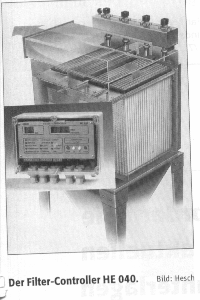 Der Filter-Controller HE 040.
Bild: Hesch